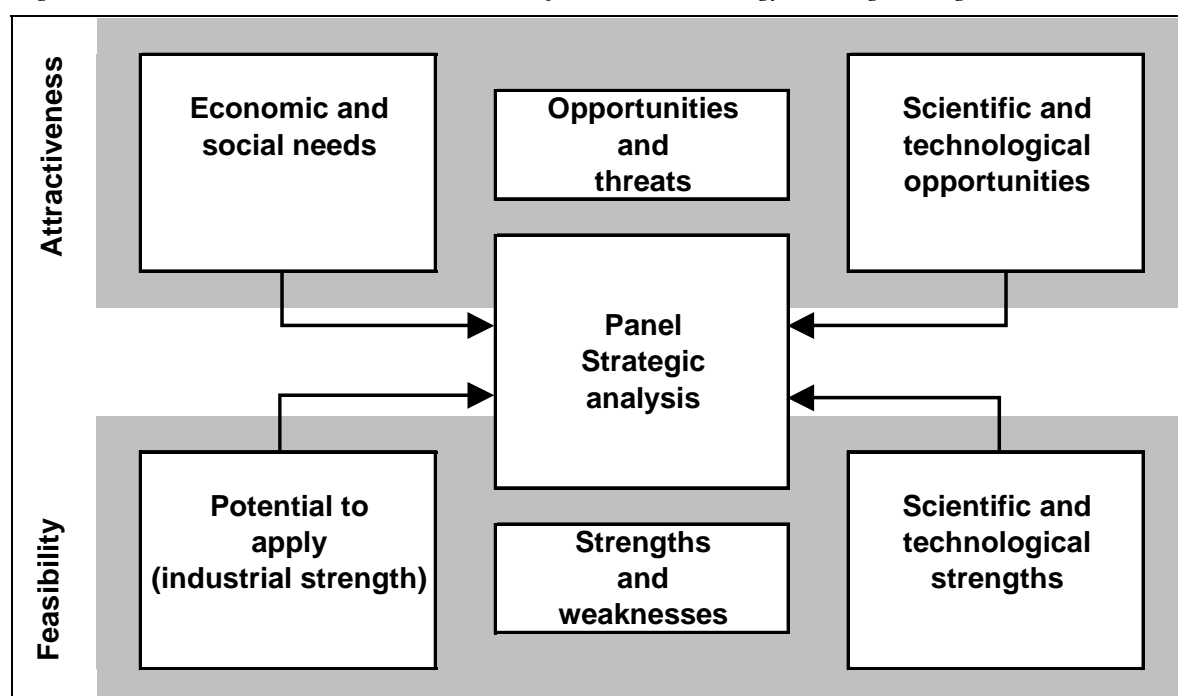 Attractiveness
Economic and
social needs
Opportunities
and
threats
Scientific and
technological
opportunities
Panel
Strategic
analysis
Feasibility
Potential to
apply
(industrial strength)
Strengths
and
weaknesses
Scientific and
technological
strengths